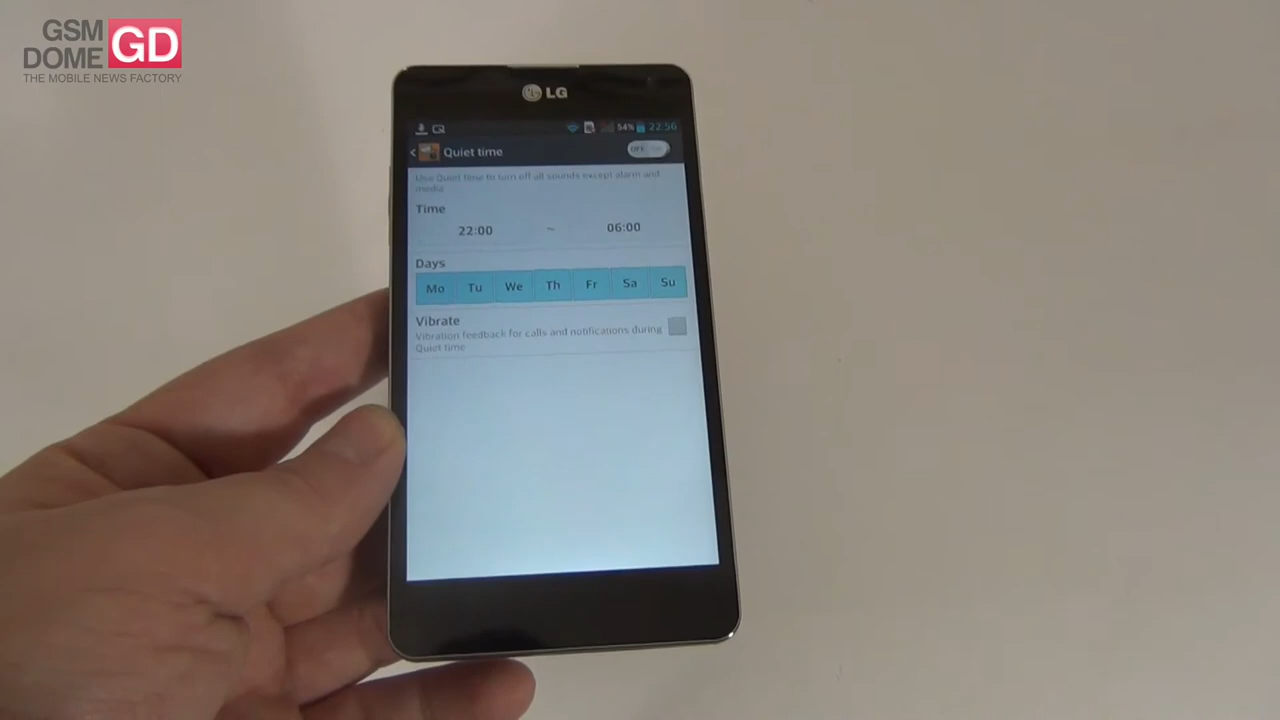 GSM
DOME
GD
THE MOBILE NEWS FACTORY
LG
54% 22:56
< Quiet time
OFF
Use Quiet time to turn off all sounds except alarm and
media
Time
22:00 ~ 06:00
Days
Mo Tu We Th Fr Sa Su
Vibrate
Vibration feedback for calls and notifications during
Quiet time